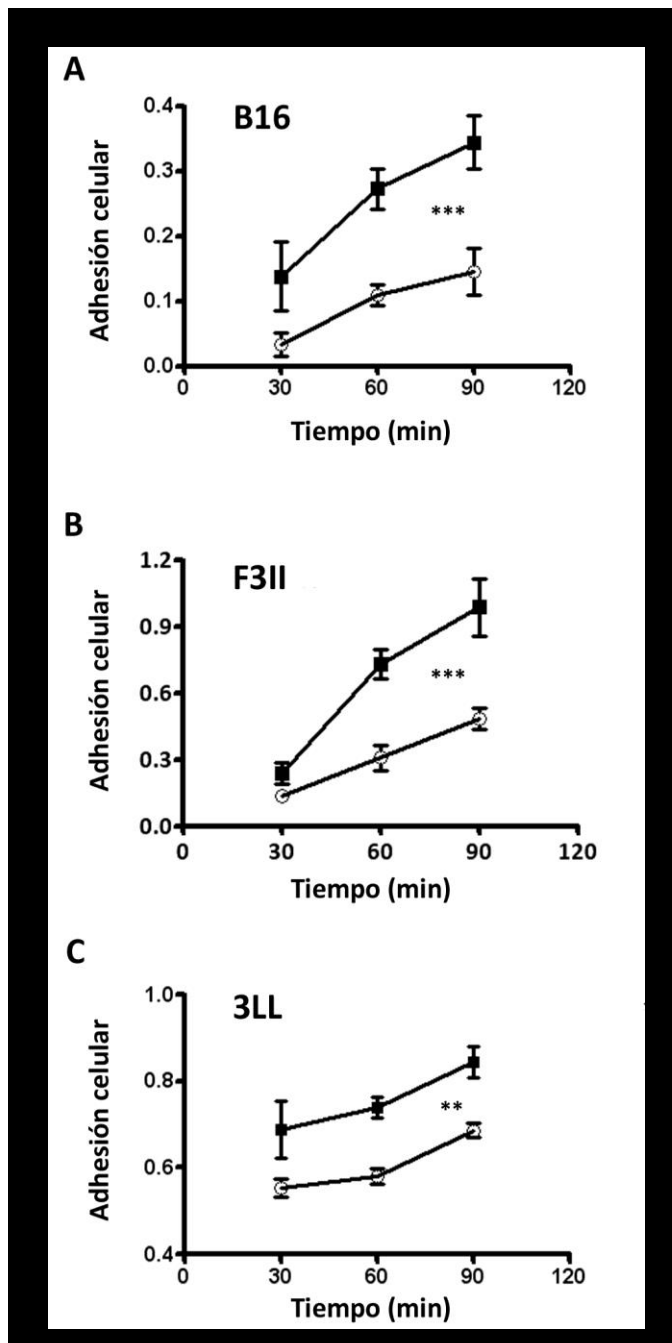 A
B16
Adhesión celular
0.4
0.3
0.2
0.1
0.0
***
0 30 60 90 120
Tiempo (min)
B
F3II
Adhesión celular
1.2
0.9
0.6
0.3
0.0
***
0 30 60 90 120
Tiempo (min)
C
3LL
Adhesión celular
1.0
0.8
0.6
0.4
**
0 30 60 90 120
Tiempo (min)